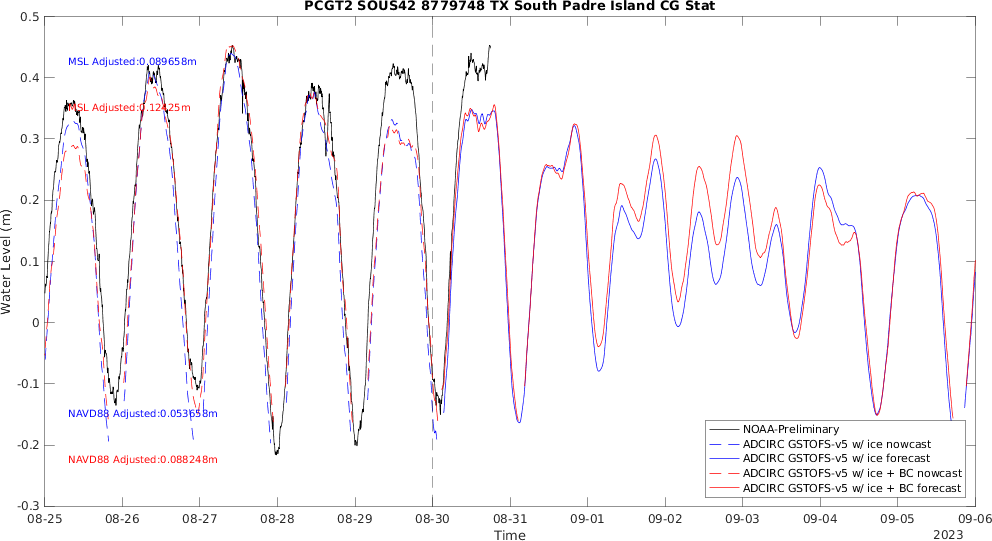 PCGT2 SOUS42 8779748 TX South Padre Island CG Stat
Water Level (m)
0.5
0.4
0.3
0.2
0.1
0
-0.1
-0.2
-0.3
MSL Adjusted:0.089658m
MSL Adjusted:0.12425m
NAVD88 Adjusted:0.053658m
NAVD88 Adjusted:0.088248m
NOAA-Preliminary
ADCIRC GSTOFS-v5 w/ ice nowcast
ADCIRC GSTOFS-v5 w/ ice forecast
ADCIRC GSTOFS-v5 w/ ice + BC nowcast
ADCIRC GSTOFS-v5 w/ ice + BC forecast
08-25 08-26 08-27 08-28 08-29 08-30 08-31 09-01 09-02 09-03 09-04 09-05 09-06
Time
2023